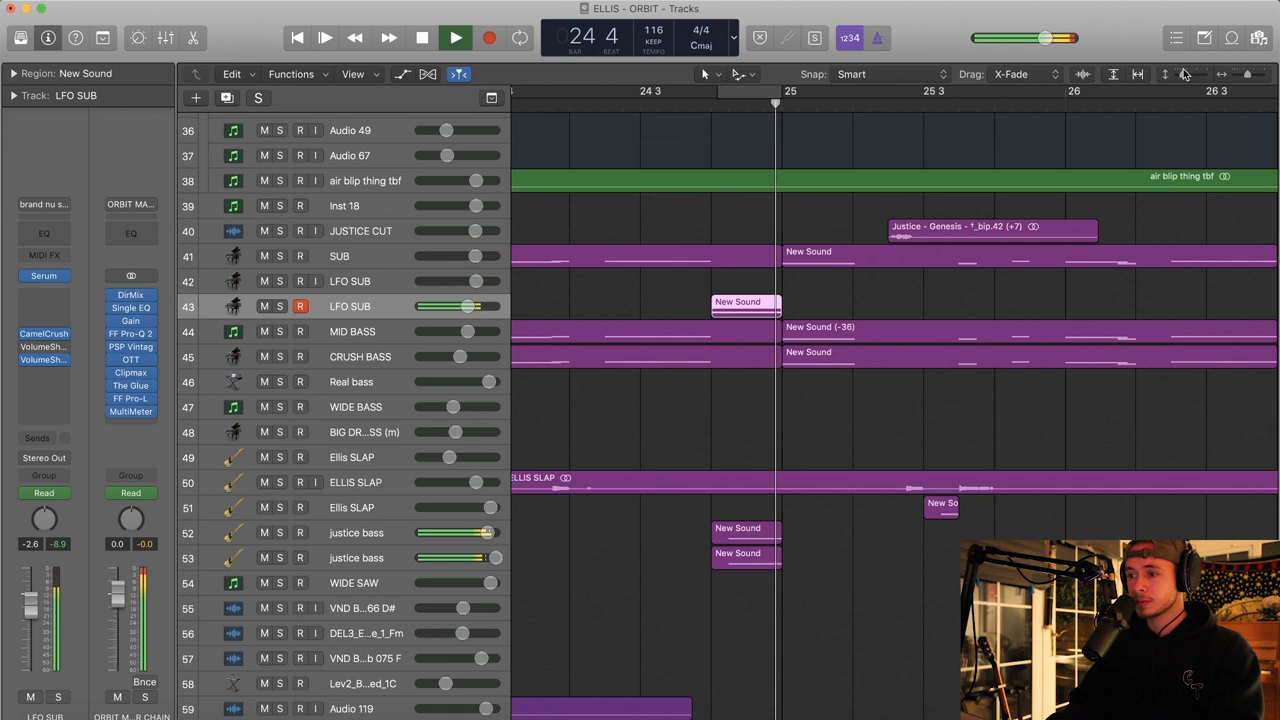 ELLIS - ORBIT - Tracks
24 4
BAR BEAT
116
KEEP
TEMPO
4/4
Cmaj
1234
Region: New Sound
Track: LFO SUB
Edit Functions View Snap: Smart Drag: X-Fade
S
24 3 25 25 3 26 26 3
brand nu s... ORBIT MA...
EQ EQ
MIDI FX
Serum
DirMix
Single EQ
Gain
CamelCrush FF Pro-Q 2
VolumeSh... PSP Vintag
VolumeSh... OTT
Clipmax
The Glue
FF Pro-L
MultiMeter
Sends
Stereo Out
Group Group
Read Read
-2.6 -8.9 0.0 -0.0
Bnce
M S M S
LFO SUB ORBIT M...R CHAIN
36 M S R I Audio 49
37 M S R I Audio 67
38 M S R I air blip thing tbf
39 M S R Inst 18
40 M S R I JUSTICE CUT
41 M S R SUB
42 M S R I LFO SUB
43 M S R LFO SUB
44 M S R MID BASS
45 M S R CRUSH BASS
46 M S R Real bass
47 M S R WIDE BASS
48 M S R BIG DR...SS (m)
49 M S R Ellis SLAP
50 M S R I ELLIS SLAP
51 M S R Ellis SLAP
52 M S R justice bass
53 M S R justice bass
54 M S R WIDE SAW
55 M S R I VND B...66 D#
56 M S R I DEL3_E...e_1_Fm
57 M S R I VND B...b 075 F
58 M S R Lev2_B...ed_1C
59 M S R I Audio 119
air blip thing tbf
Justice - Genesis - †_bip.42 (+7)
New Sound
New Sound
New Sound (-36)
New Sound
ELLIS SLAP
New So
New Sound
New Sound